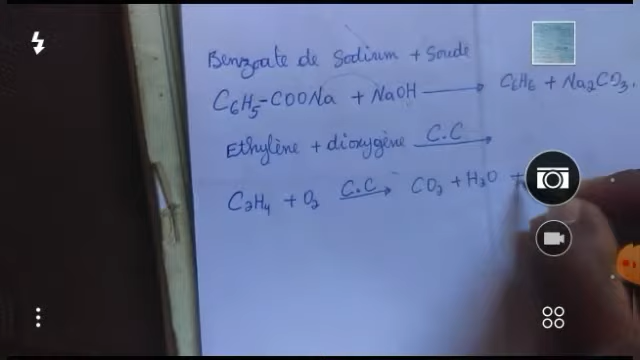 Benzoate de Sodium + Soude
C₆H₅-COONa + NaOH ⟶ C₆H₆ + Na₂CO₃.
Ethylène + dioxygène C.C ⟶
C₂H₄ + O₂ C.C ⟶ CO₂ + H₂O +